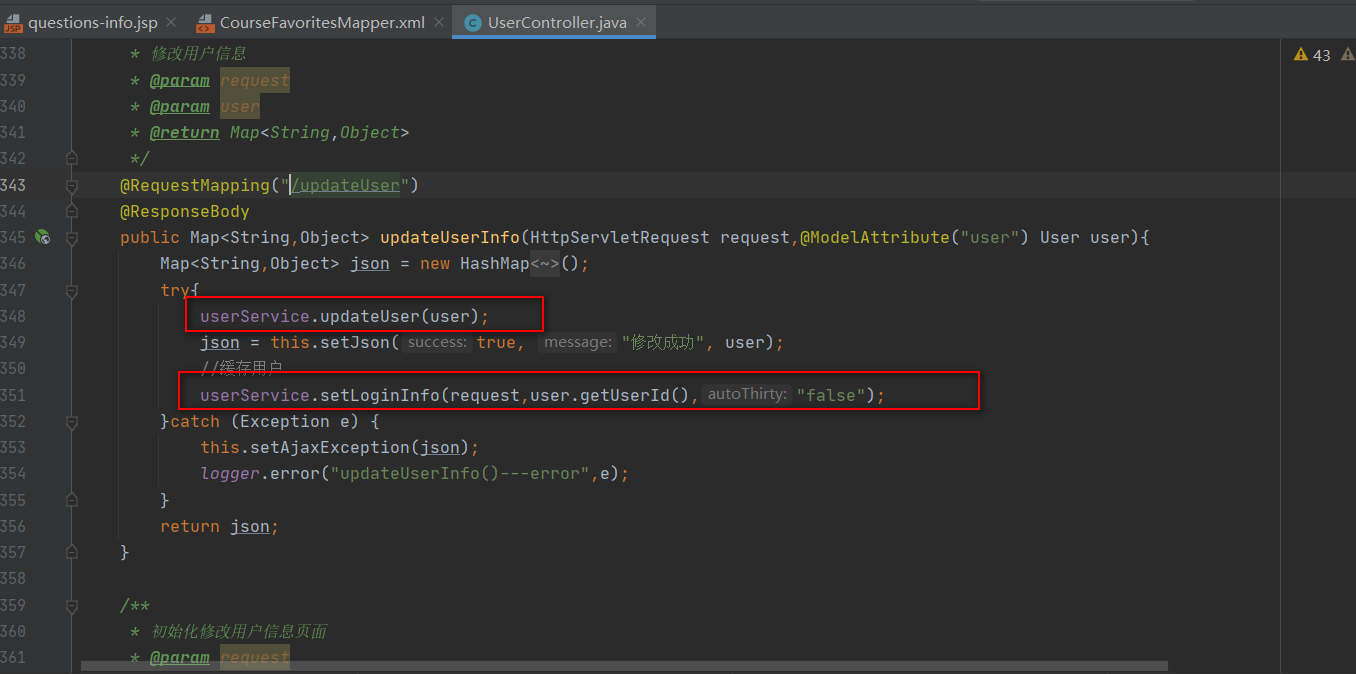 questions-info.jsp × CourseFavoritesMapper.xml × UserController.java ×
43
338 * 修改用户信息
339 * @param request
340 * @param user
341 * @return Map<String,Object>
342 */
343 @RequestMapping("/updateUser")
344 @ResponseBody
345 public Map<String,Object> updateUserInfo(HttpServletRequest request,@ModelAttribute("user") User user){
346 Map<String,Object> json = new HashMap<~>();
347 try{
348 userService.updateUser(user);
349 json = this.setJson( success: true, message: "修改成功", user);
350 //缓存用户
351 userService.setLoginInfo(request,user.getUserId(), autoThirty: "false");
352 }catch (Exception e) {
353 this.setAjaxException(json);
354 logger.error("updateUserInfo()---error",e);
355 }
356 return json;
357 }
358
359 /**
360 * 初始化修改用户信息页面
361 * @param request